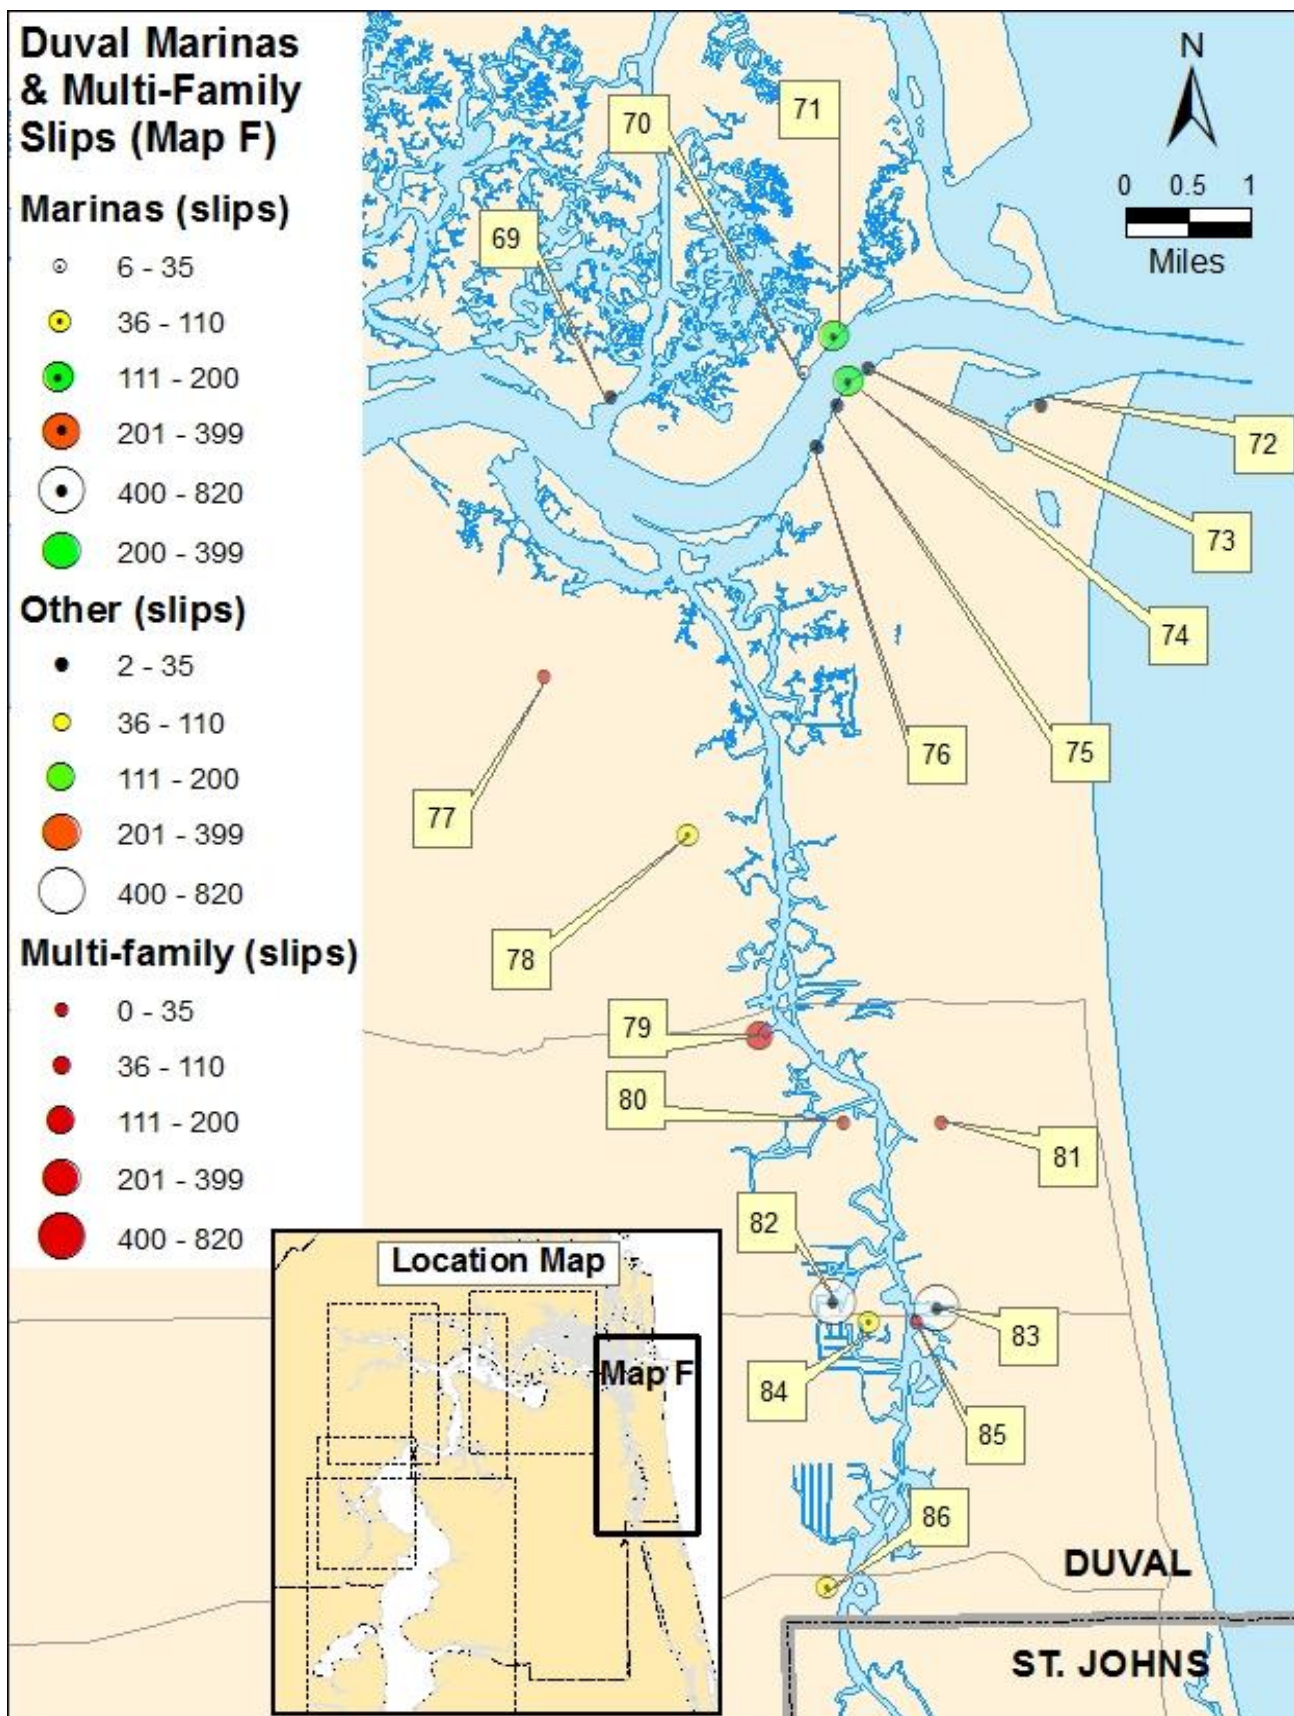 Duval Marinas
& Multi-Family
Slips (Map F)
Marinas (slips)
6 - 35
36 - 110
111 - 200
201 - 399
400 - 820
200 - 399
Other (slips)
2 - 35
36 - 110
111 - 200
201 - 399
400 - 820
Multi-family (slips)
0 - 35
36 - 110
111 - 200
201 - 399
400 - 820
N
0 0.5 1
Miles
69
70
71
72
73
74
75
76
77
78
79
80
81
82
83
84
85
86
DUVAL
ST. JOHNS
Location Map
Map F